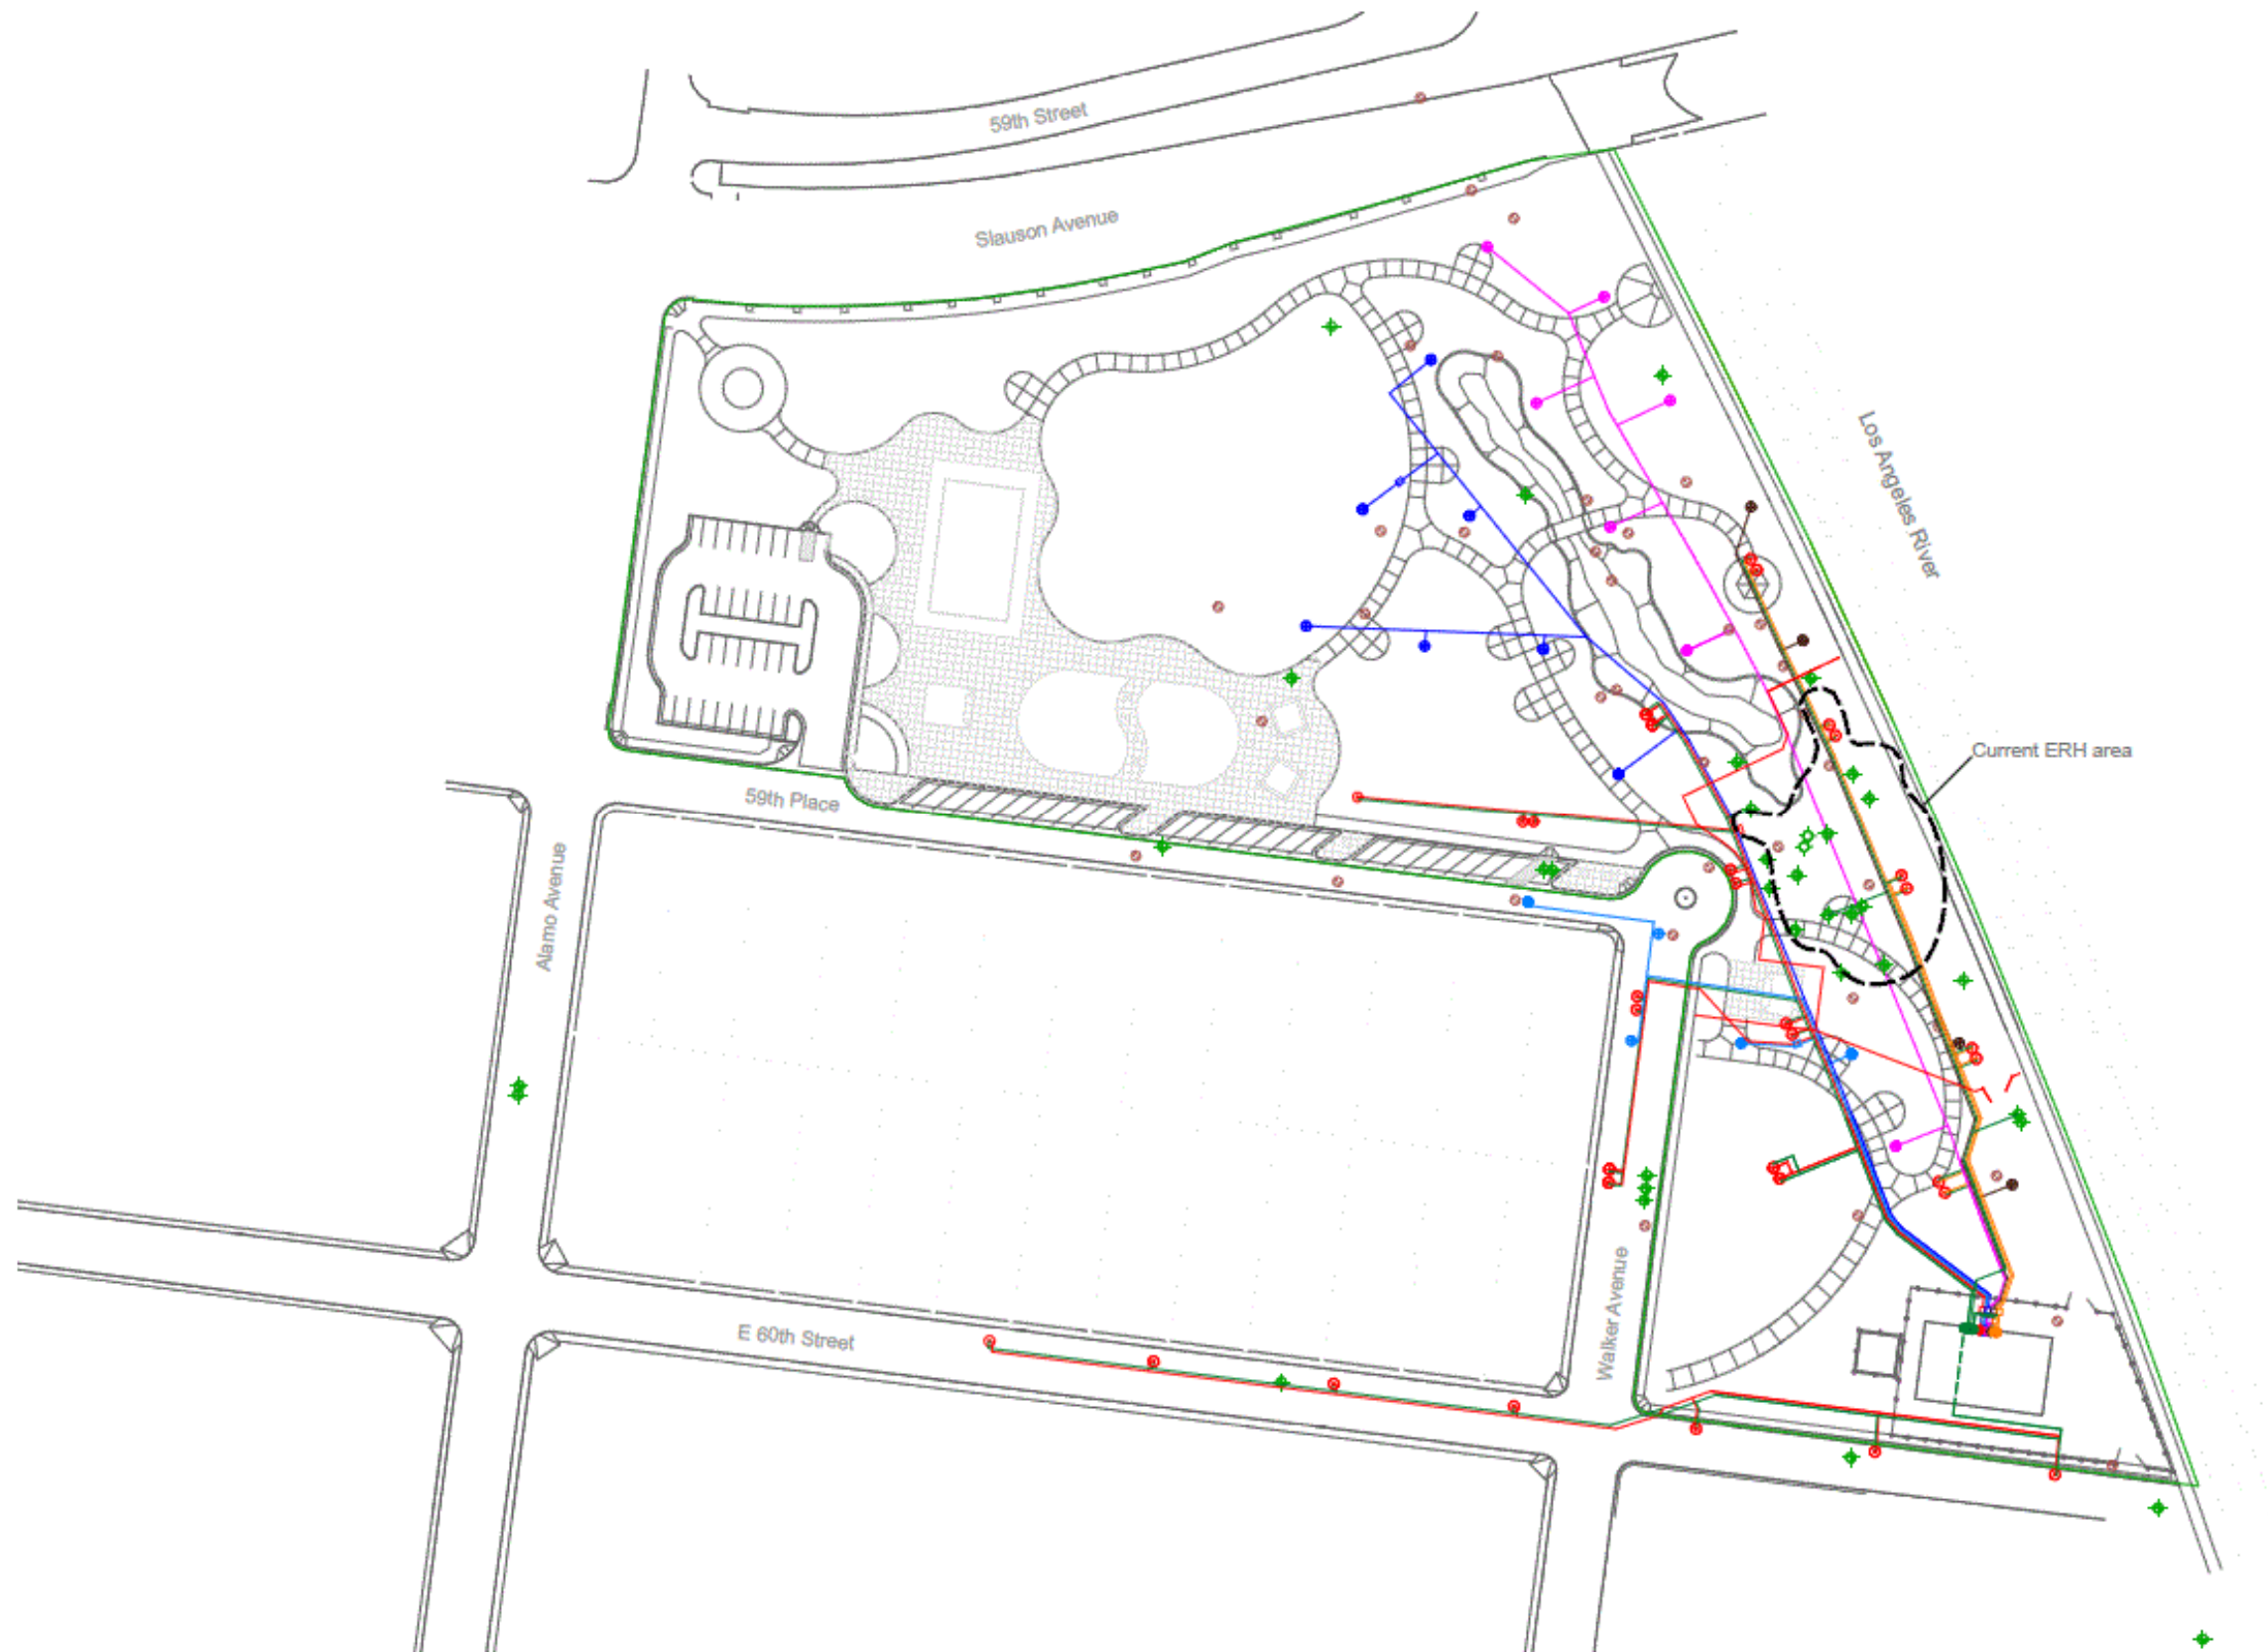 59th Street
Slauson Avenue
Los Angeles River
Current ERH area
59th Place
Alamo Avenue
Walker Avenue
E 60th Street